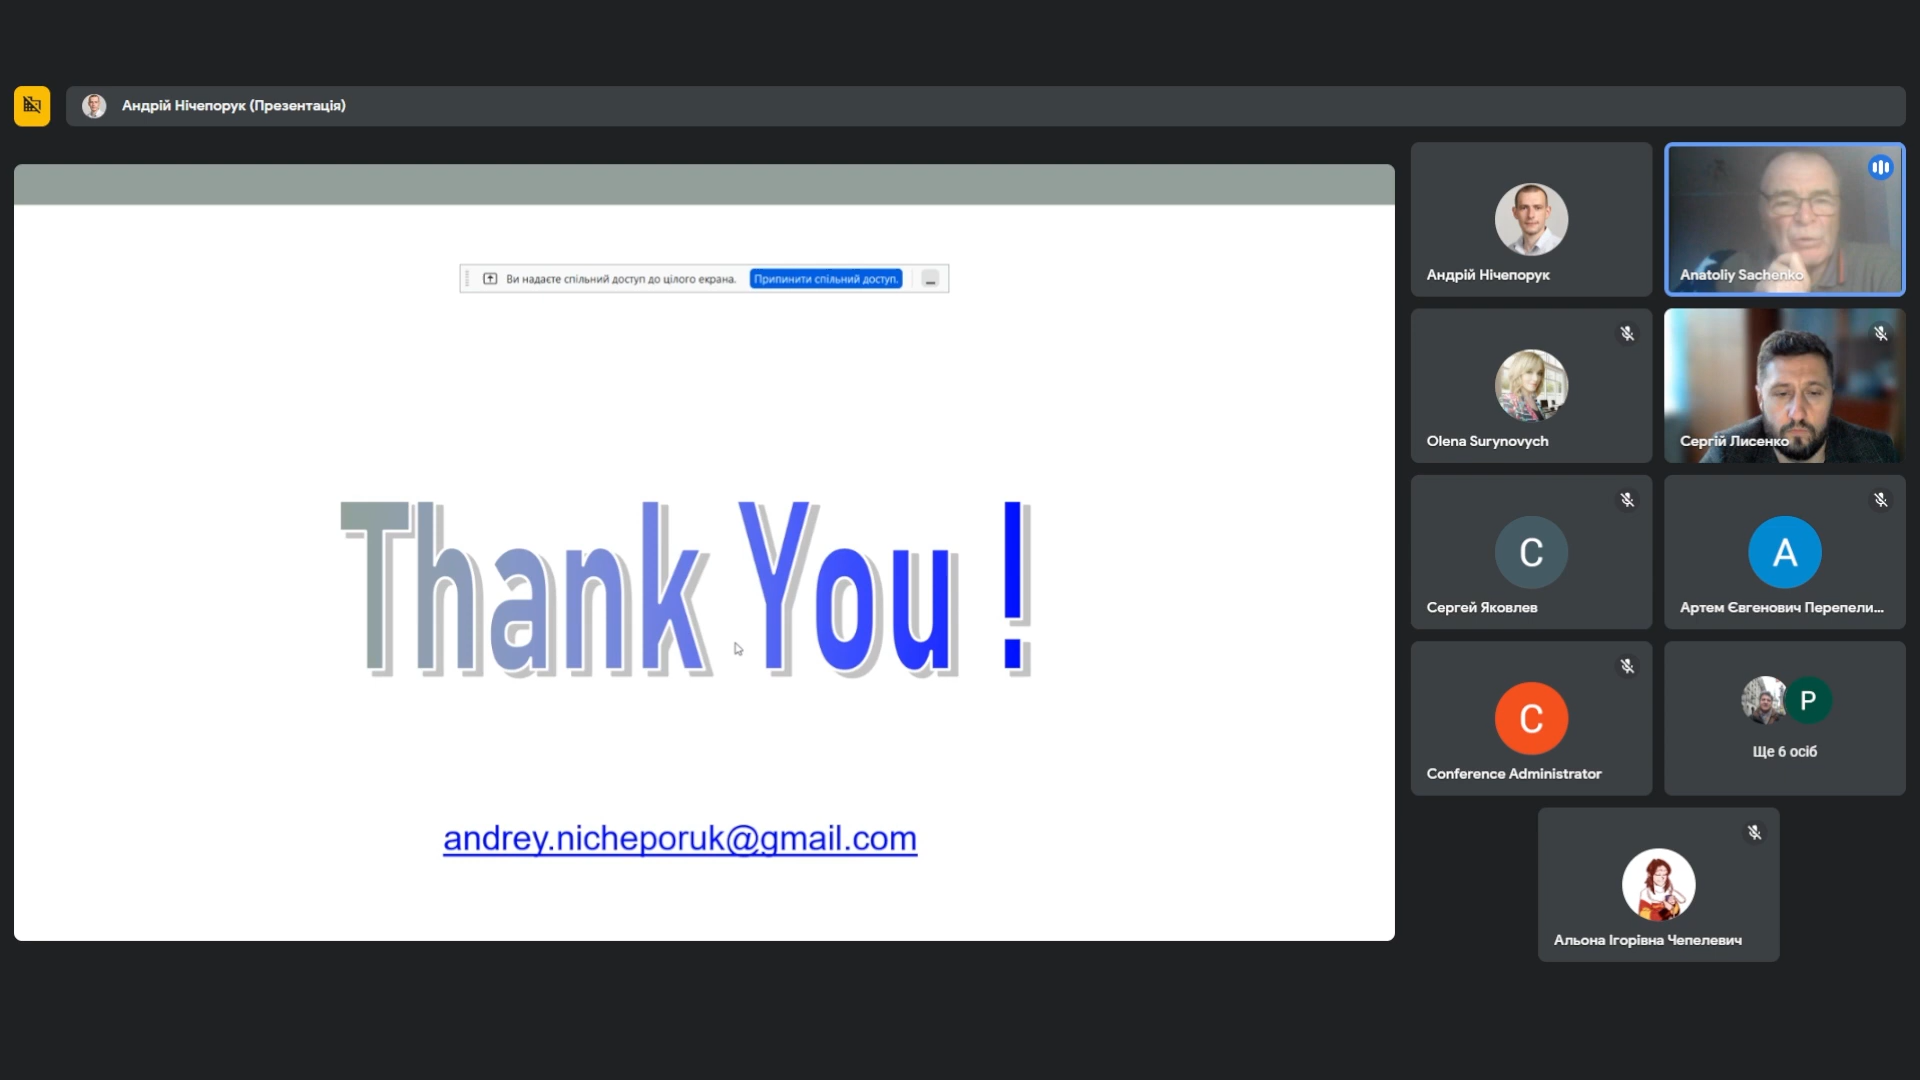 Андрій Нічепорук (Презентація)
Ви надаєте спільний доступ до цілого екрана. Припинити спільний доступ.
Thank You !
andrey.nicheporuk@gmail.com
Андрій Нічепорук
Anatoliy Sachenko
Olena Surynovych
Сергій Лисенко
C
Сергей Яковлев
A
Артем Євгенович Перепели...
C
Conference Administrator
P
Ще 6 осіб
Альона Ігорівна Чепелевич